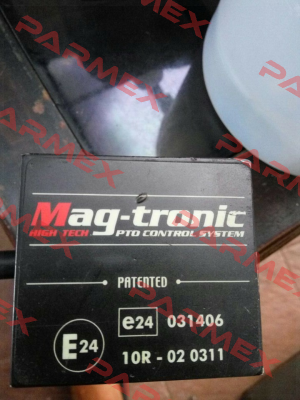 PARMEX
PARMEX
PARMEX
Mag-tronic
HIGH TECH PTO CONTROL SYSTEM
PATENTED
e24 031406
E24 10R - 02 0311
PARMEX
PARMEX
PARMEX